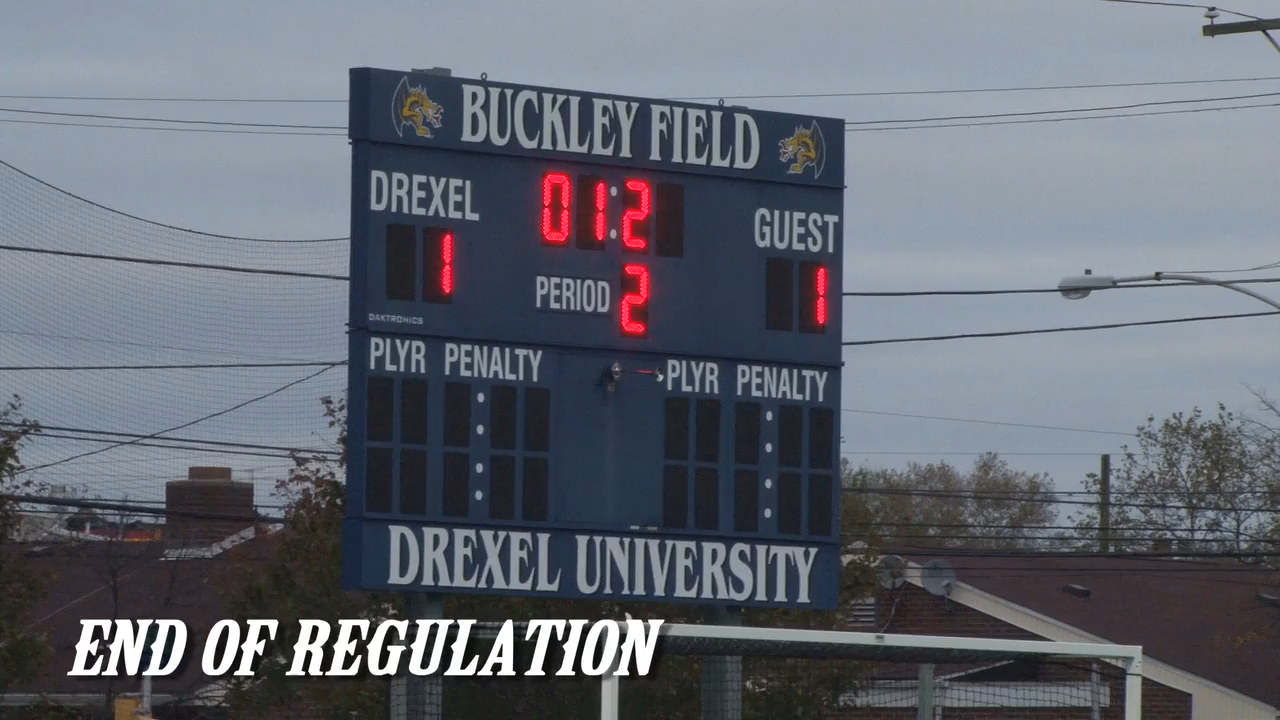 BUCKLEY FIELD
DREXEL
01:2
GUEST
1
PERIOD 2
1
DAKTRONICS
PLYR PENALTY
PLYR PENALTY
DREXEL UNIVERSITY
END OF REGULATION